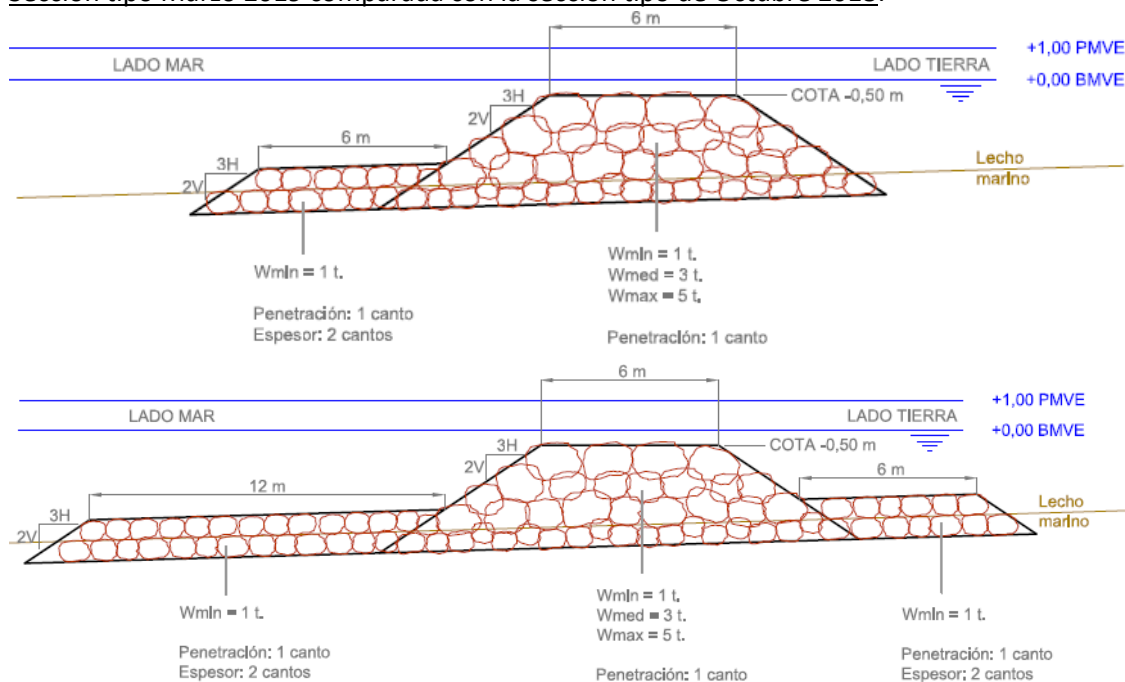 6 m
+1,00 PMVE
LADO MAR
LADO TIERRA
+0,00 BMVE
3H
COTA -0,50 m
2V
6 m
3H
2V
Lecho
marino
Wmin = 1 t.
Penetración: 1 canto
Espesor: 2 cantos
Wmin = 1 t.
Wmed = 3 t.
Wmax = 5 t.
Penetración: 1 canto
6 m
+1,00 PMVE
LADO MAR
LADO TIERRA
+0,00 BMVE
3H
COTA -0,50 m
2V
12 m
6 m
3H
2V
Lecho
marino
Wmin = 1 t.
Penetración: 1 canto
Espesor: 2 cantos
Wmin = 1 t.
Wmed = 3 t.
Wmax = 5 t.
Penetración: 1 canto
Wmin = 1 t.
Penetración: 1 canto
Espesor: 2 cantos